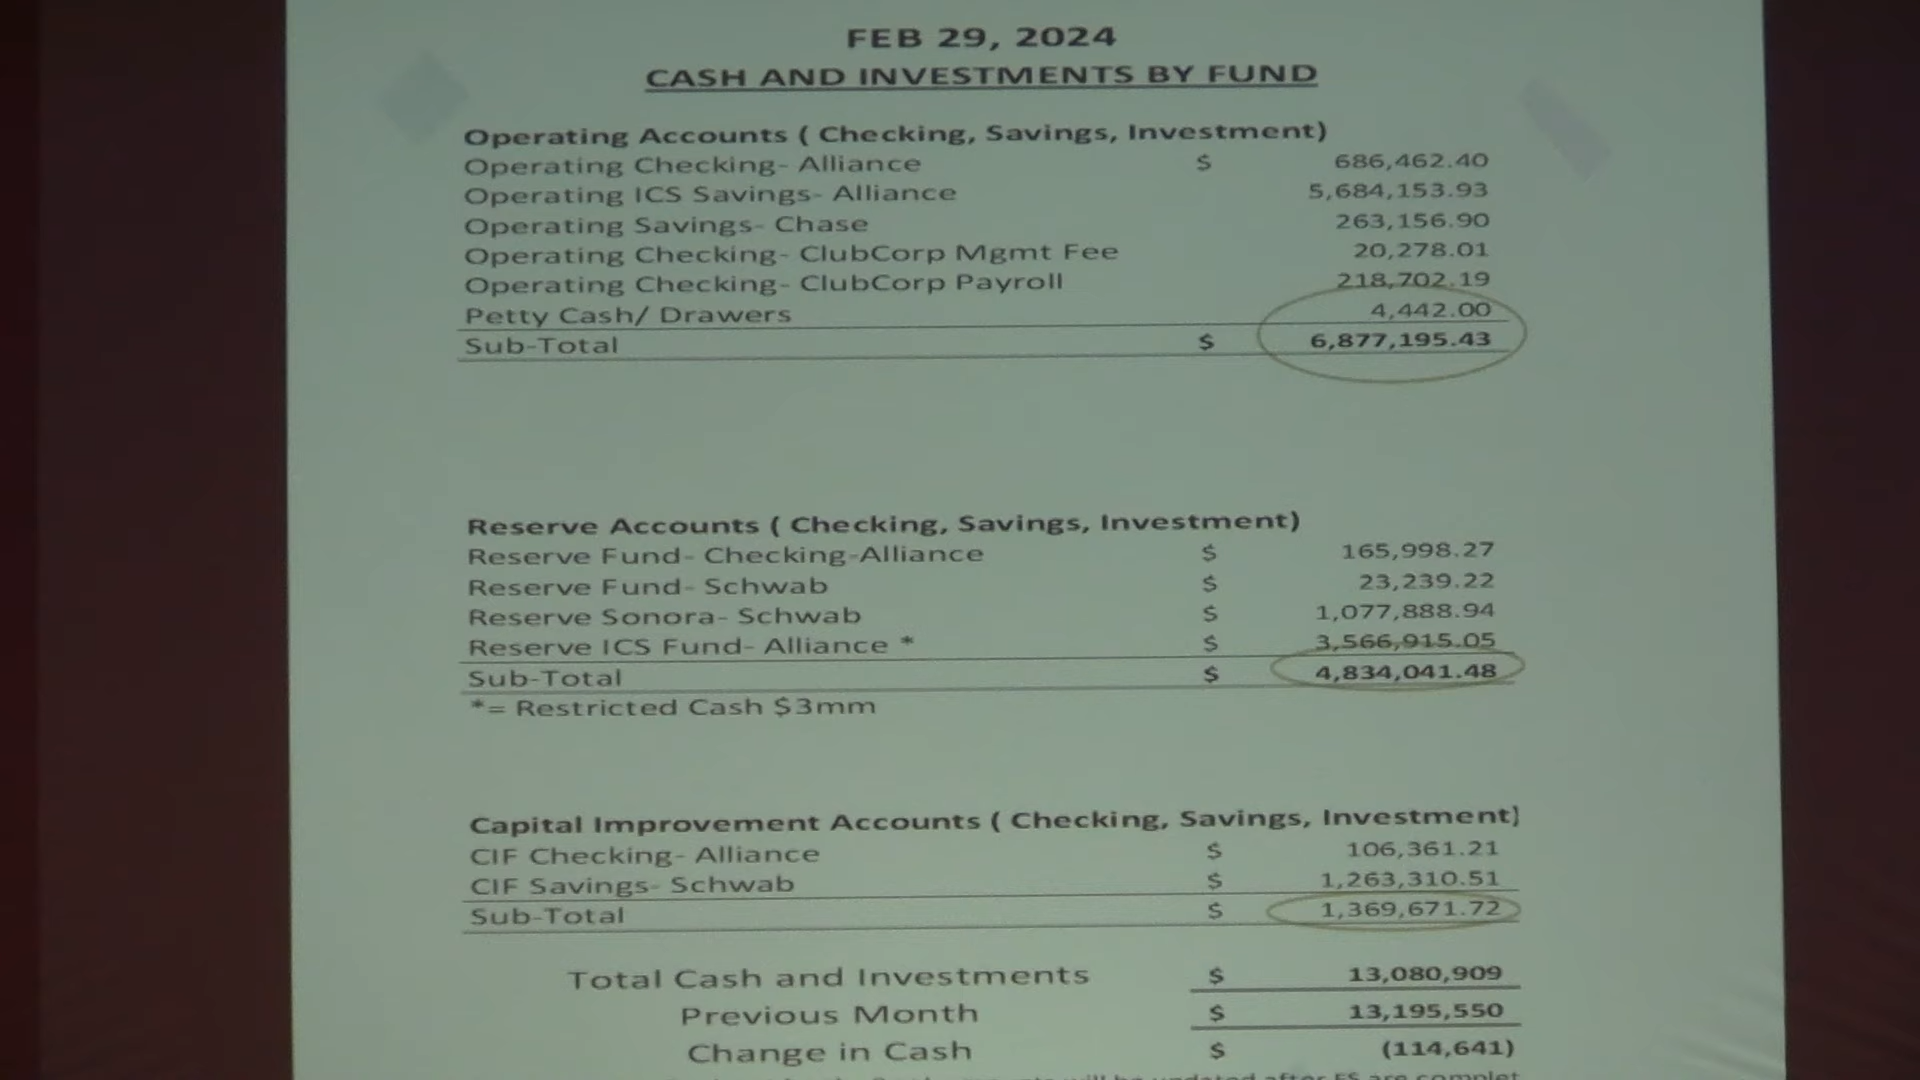 FEB 29, 2024
CASH AND INVESTMENTS BY FUND
Operating Accounts ( Checking, Savings, Investment)
Operating Checking- Alliance $ 686,462.40
Operating ICS Savings- Alliance 5,684,153.93
Operating Savings- Chase 263,156.90
Operating Checking- ClubCorp Mgmt Fee 20,278.01
Operating Checking- ClubCorp Payroll 218,702.19
Petty Cash/ Drawers 4,442.00
Sub-Total $ 6,877,195.43
Reserve Accounts ( Checking, Savings, Investment)
Reserve Fund- Checking-Alliance $ 165,998.27
Reserve Fund- Schwab $ 23,239.22
Reserve Sonora- Schwab $ 1,077,888.94
Reserve ICS Fund- Alliance * $ 3,566,915.05
Sub-Total $ 4,834,041.48
*= Restricted Cash $3mm
Capital Improvement Accounts ( Checking, Savings, Investment)
CIF Checking- Alliance $ 106,361.21
CIF Savings- Schwab $ 1,263,310.51
Sub-Total $ 1,369,671.72
Total Cash and Investments $ 13,080,909
Previous Month $ 13,195,550
Change in Cash $ (114,641)
will be updated after FS are complet